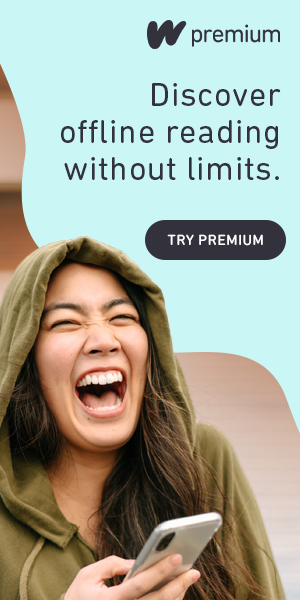 premium
Discover
offline reading
without limits.
TRY PREMIUM